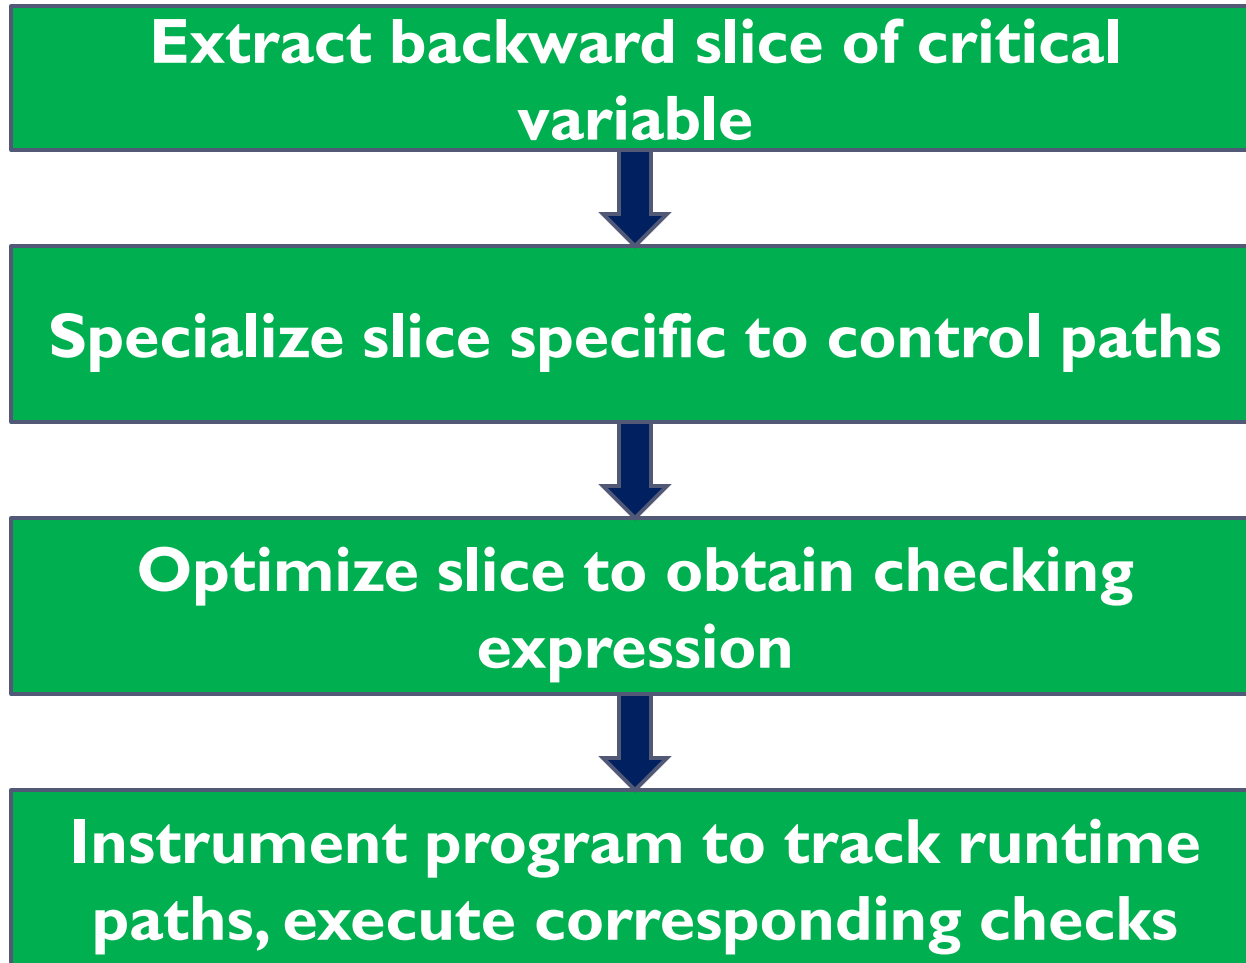 Extract backward slice of critical
variable
Specialize slice specific to control paths
Optimize slice to obtain checking
expression
Instrument program to track runtime
paths, execute corresponding checks